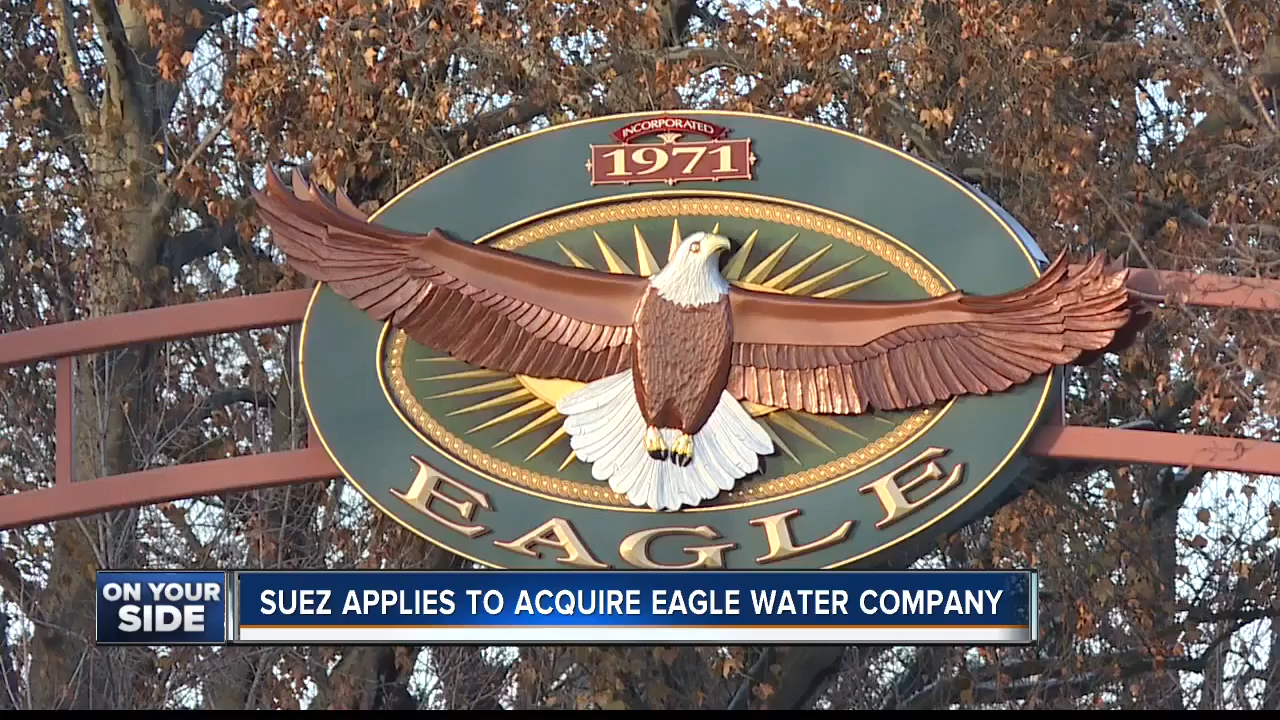 INCORPORATED
1971
EAGLE
ON YOUR
SIDE
SUEZ APPLIES TO ACQUIRE EAGLE WATER COMPANY